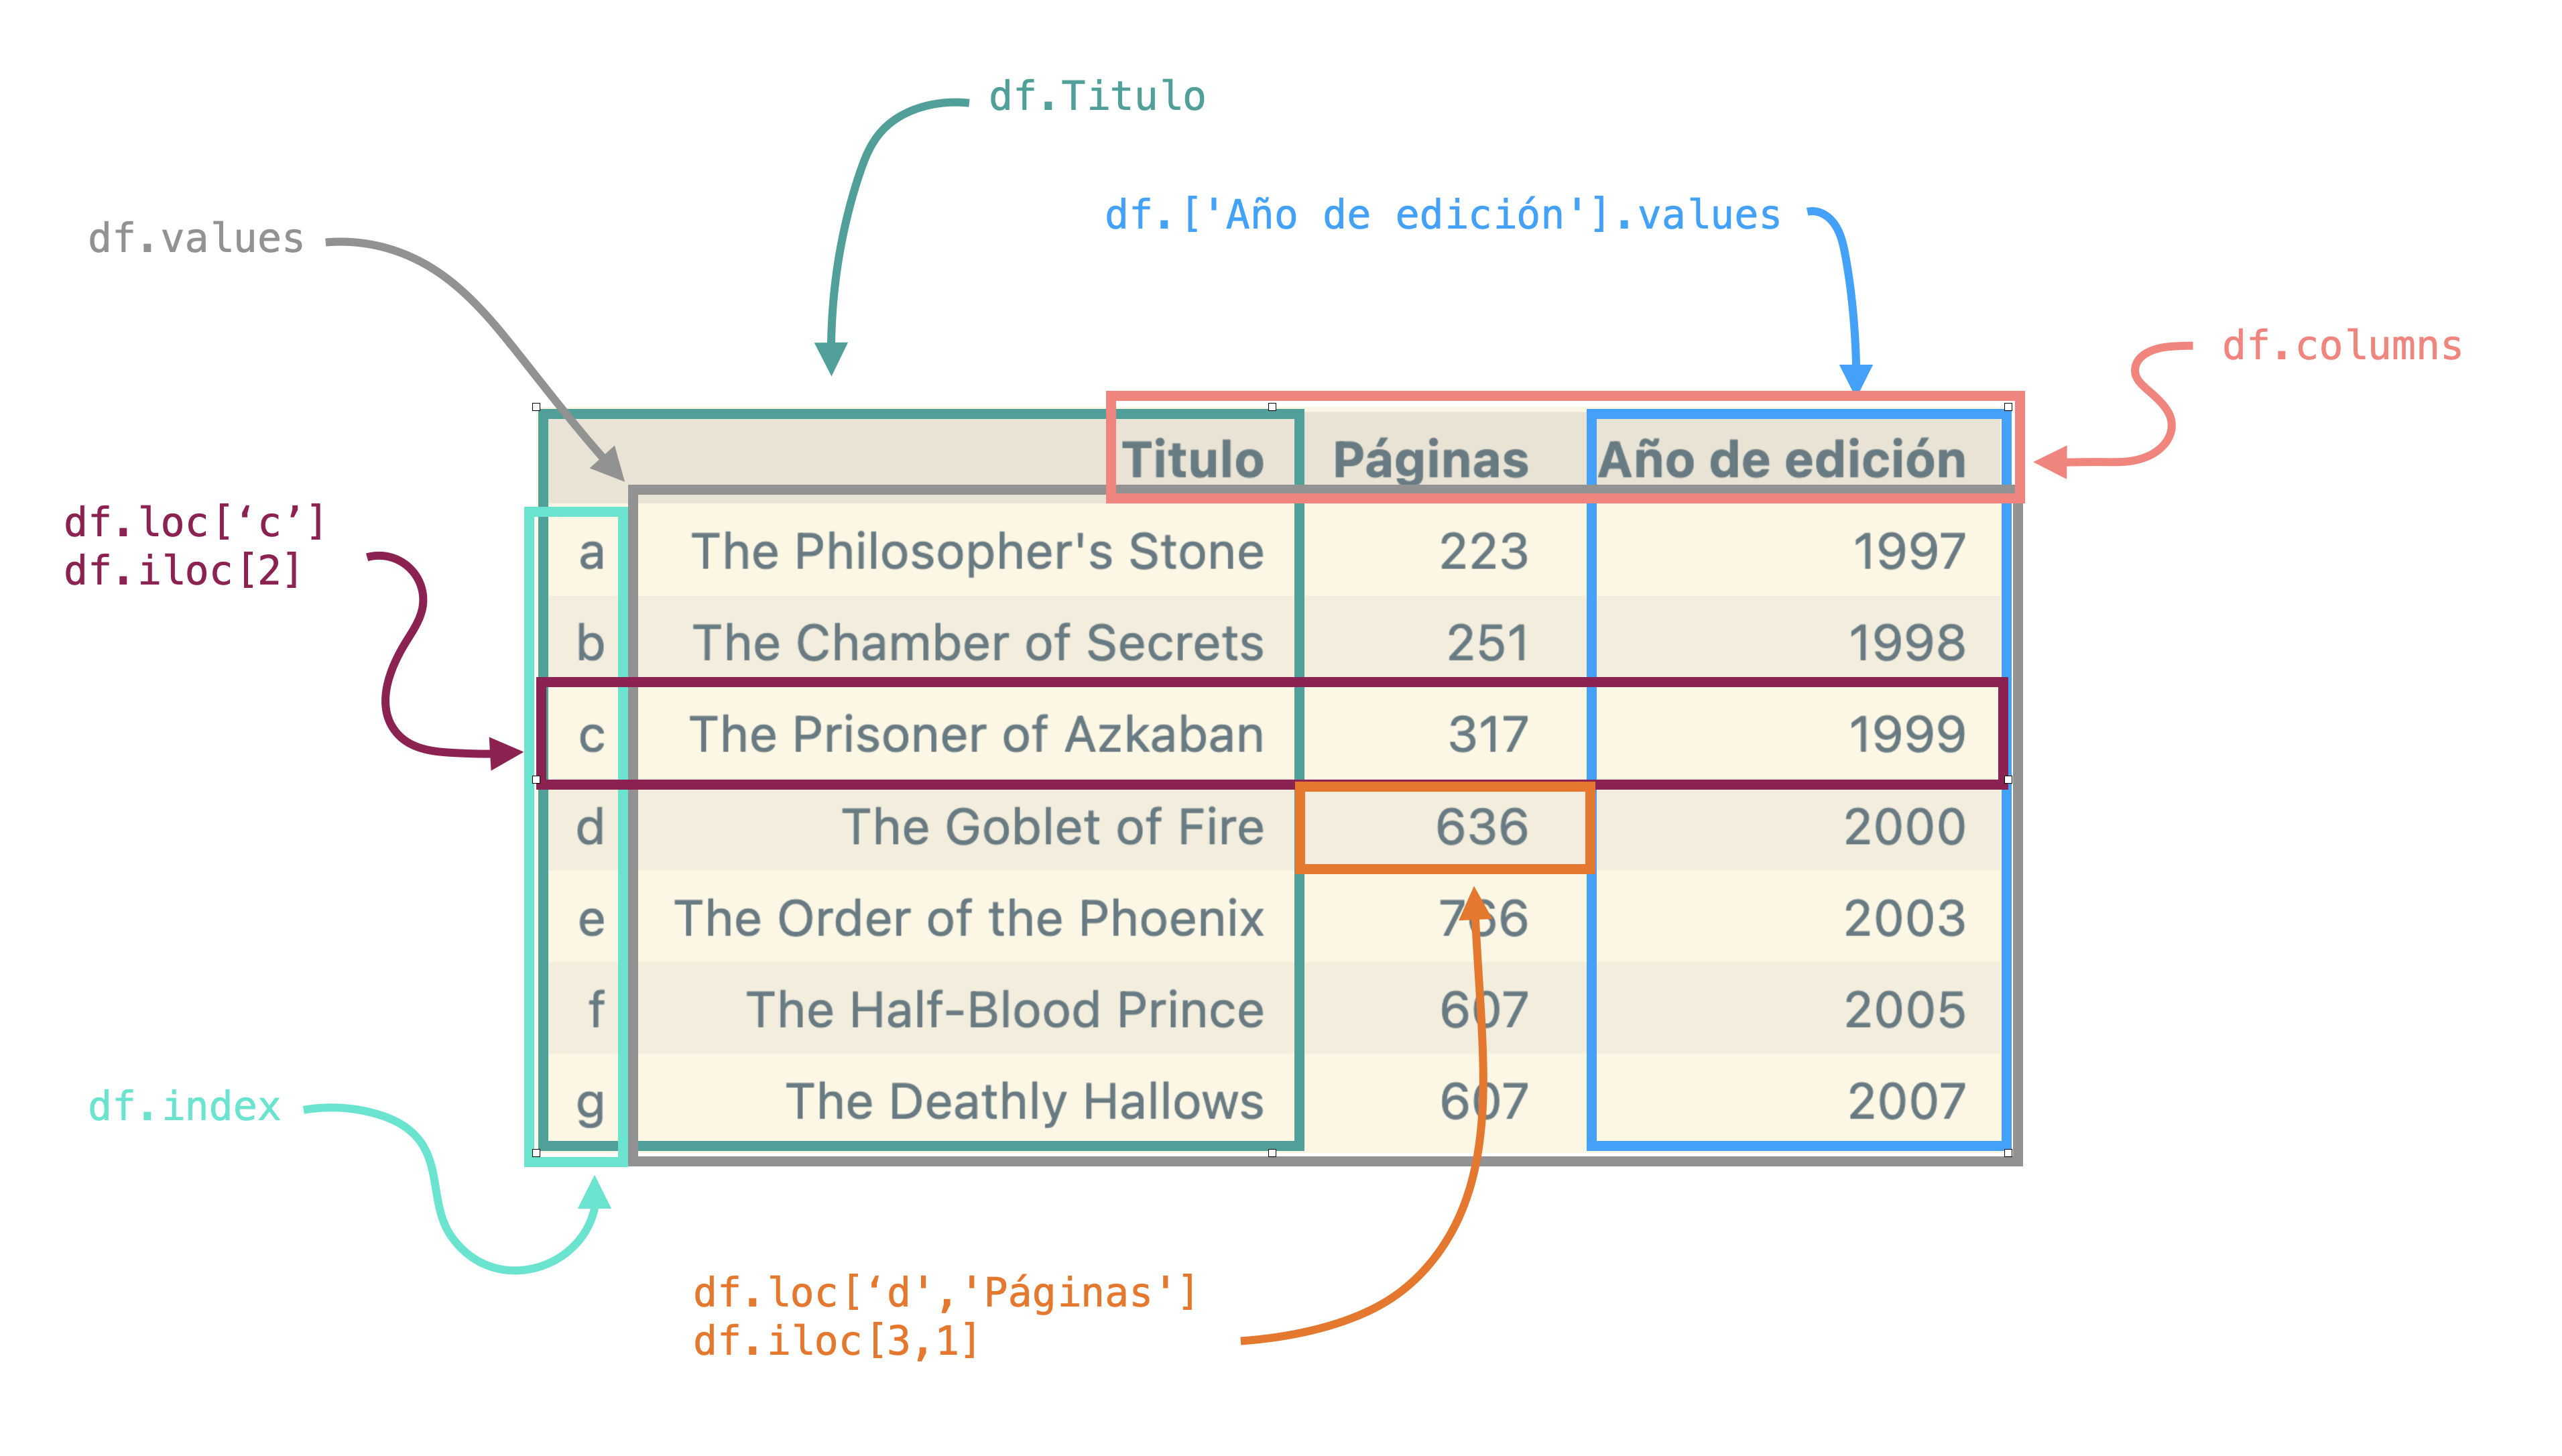 df.Titulo
df.['Año de edición'].values
df.values
df.columns
Titulo Páginas Año de edición
df.loc[‘c’]
df.iloc[2]
a The Philosopher's Stone 223 1997
b The Chamber of Secrets 251 1998
c The Prisoner of Azkaban 317 1999
d The Goblet of Fire 636 2000
e The Order of the Phoenix 766 2003
f The Half-Blood Prince 607 2005
g The Deathly Hallows 607 2007
df.index
df.loc[‘d','Páginas']
df.iloc[3,1]